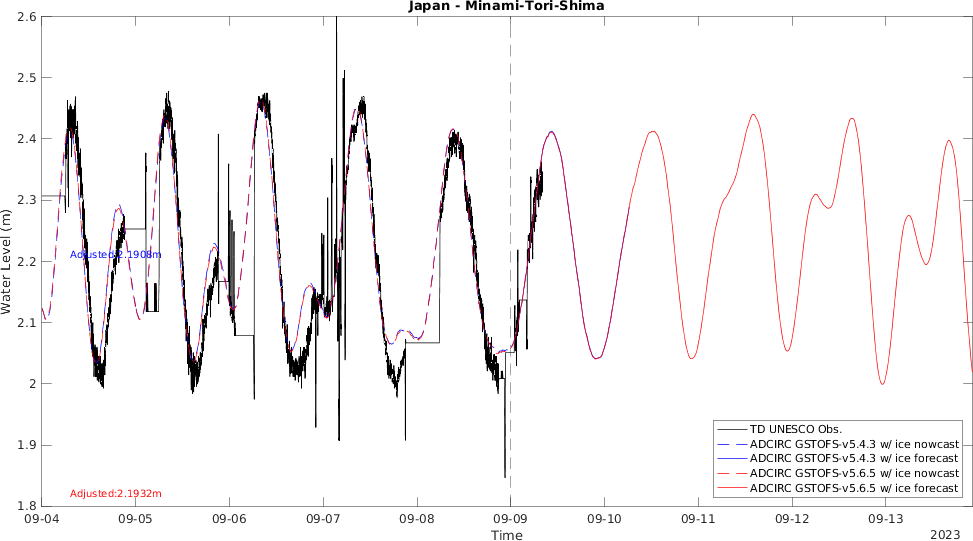 Japan - Minami-Tori-Shima
2.6
2.5
2.4
2.3
2.2
2.1
2
1.9
1.8
Water Level (m)
Adjusted:2.1908m
Adjusted:2.1932m
TD UNESCO Obs.
ADCIRC GSTOFS-v5.4.3 w/ ice nowcast
ADCIRC GSTOFS-v5.4.3 w/ ice forecast
ADCIRC GSTOFS-v5.6.5 w/ ice nowcast
ADCIRC GSTOFS-v5.6.5 w/ ice forecast
09-04 09-05 09-06 09-07 09-08 09-09 09-10 09-11 09-12 09-13
Time
2023